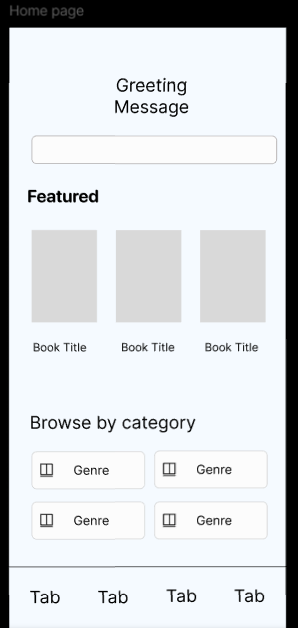 Home page
Greeting
Message
Featured
Book Title Book Title Book Title
Browse by category
Genre Genre
Genre Genre
Tab Tab Tab Tab